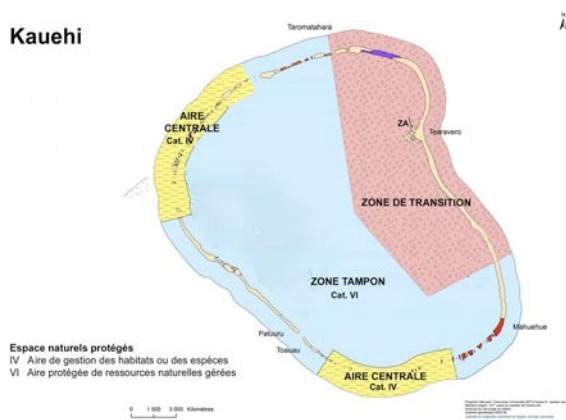 Kauehi
Taromatahara
AIRE
CENTRALE
Cat. IV
ZA
Tearavero
ZONE DE TRANSITION
ZONE TAMPON
Cat. VI
Mahuehue
Patuuru
AIRE CENTRALE
Cat. IV
Espace naturels protégés
IV Aire de gestion des habitats ou des espèces
VI Aire protégée de ressources naturelles gérées
0 1 500 3 000 Kilomètres